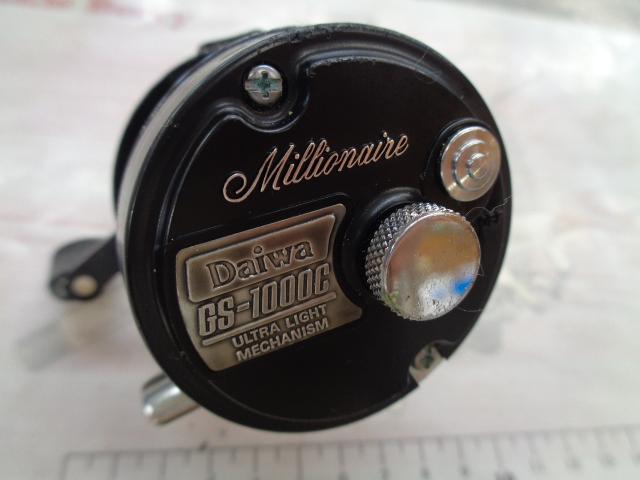 Millionaire
Daiwa
GS-1000C
ULTRA LIGHT
MECHANISM